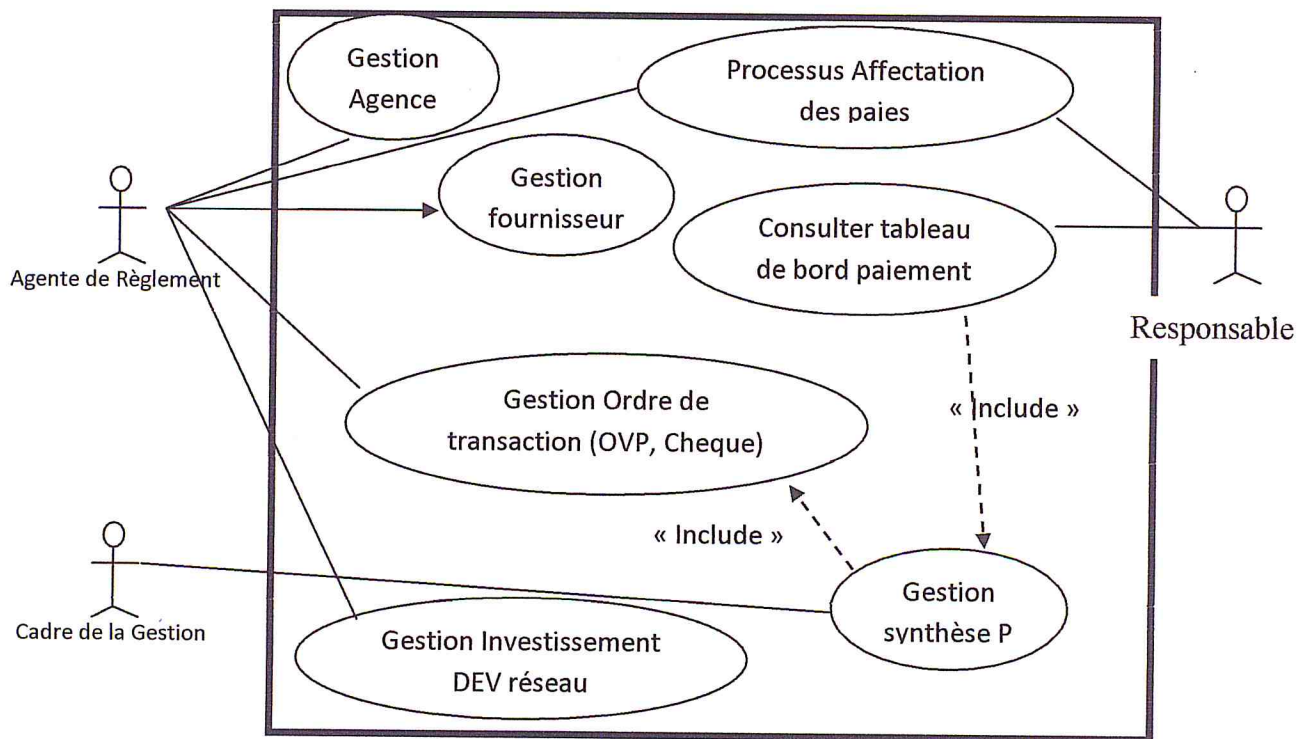 Gestion
Agence
Processus Affectation
des paies
Gestion
fournisseur
Consulter tableau
de bord paiement
Agente de Règlement
Responsable
Gestion Ordre de
transaction (OVP, Cheque)
« Include »
« Include »
Gestion
synthèse P
Cadre de la Gestion
Gestion Investissement
DEV réseau